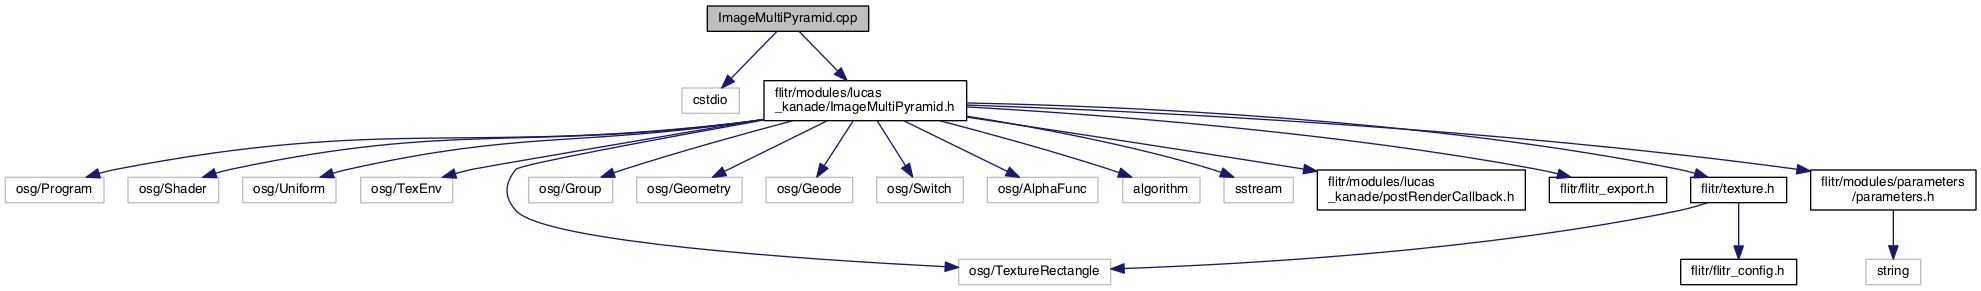 ImageMultiPyramid.cpp
cstdio
flitr/modules/lucas
_kanade/ImageMultiPyramid.h
osg/Program
osg/Shader
osg/Uniform
osg/TexEnv
osg/Group
osg/Geometry
osg/Geode
osg/Switch
osg/AlphaFunc
algorithm
sstream
flitr/modules/lucas
_kanade/postRenderCallback.h
flitr/flitr_export.h
flitr/texture.h
flitr/modules/parameters
/parameters.h
osg/TextureRectangle
flitr/flitr_config.h
string